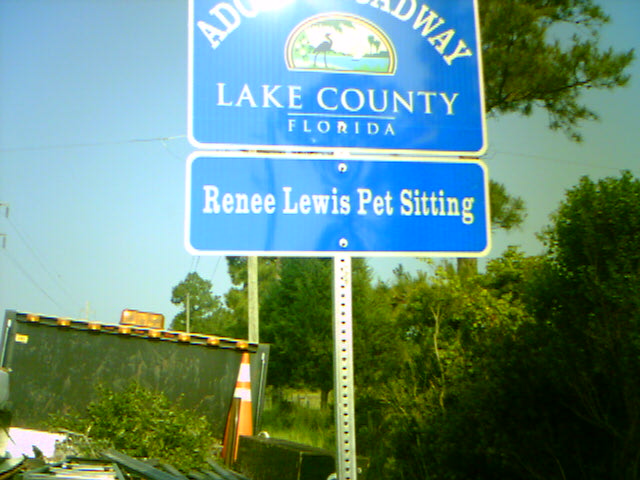 LAKE COUNTY
FLORIDA
Renee Lewis Pet Sitting